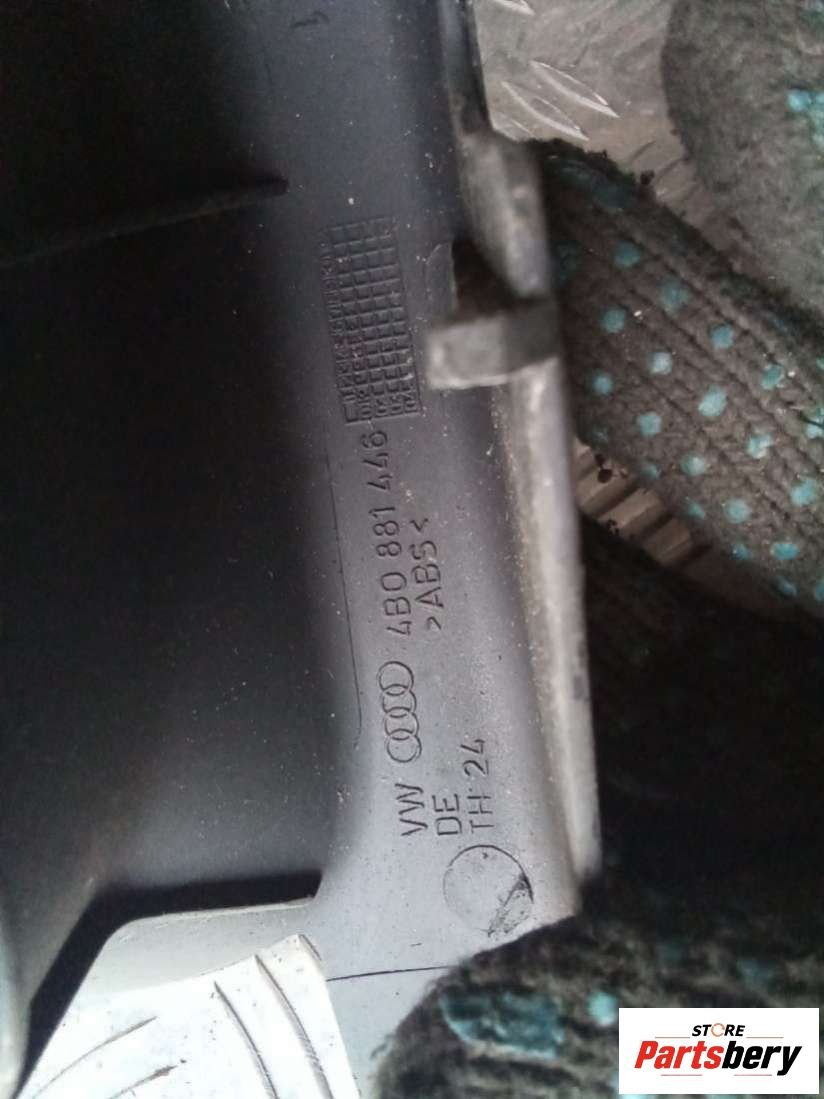 VW 4B0 881 446
DE >ABS<
TH 24
STORE
Partsbery